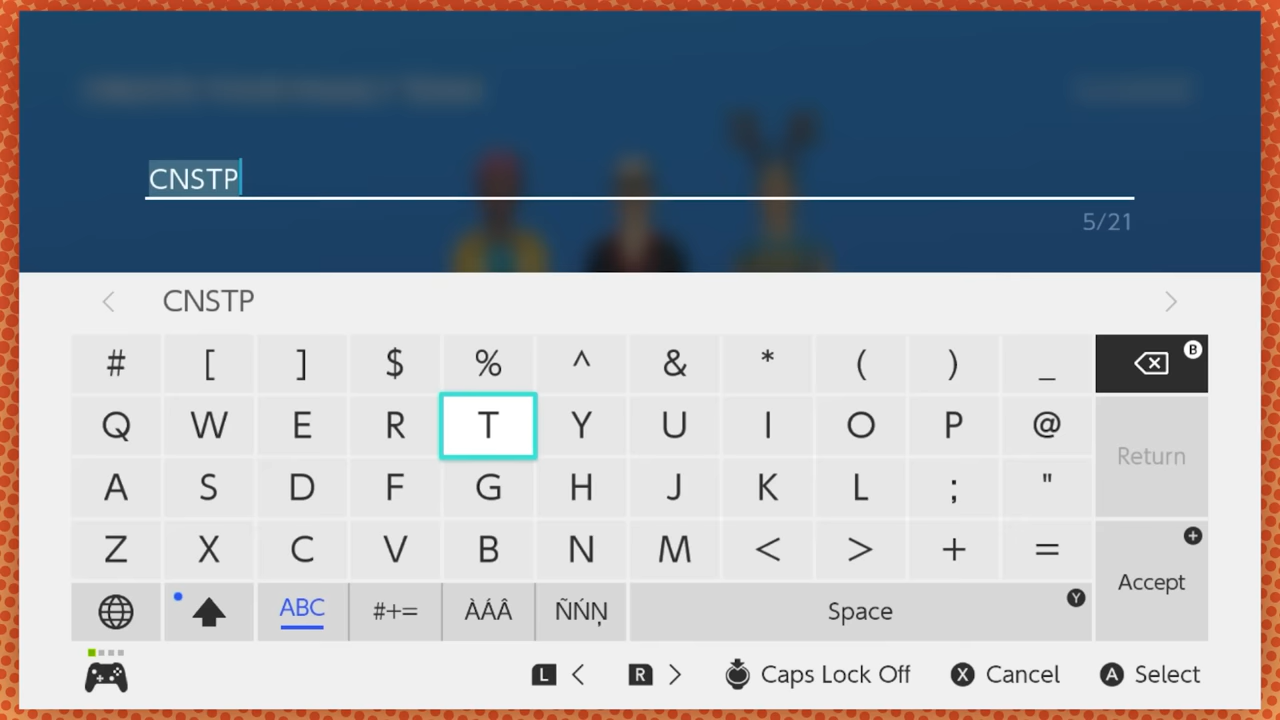 CNSTP
5/21
< CNSTP >
# [ ] $ % ^ & * ( ) _ B
Q W E R T Y U I O P @
Return
A S D F G H J K L ; "
Z X C V B N M < > + = +
Accept
ABC #+= ÀÁÂ ÑŃŅ Space Y
L < R > Caps Lock Off X Cancel A Select